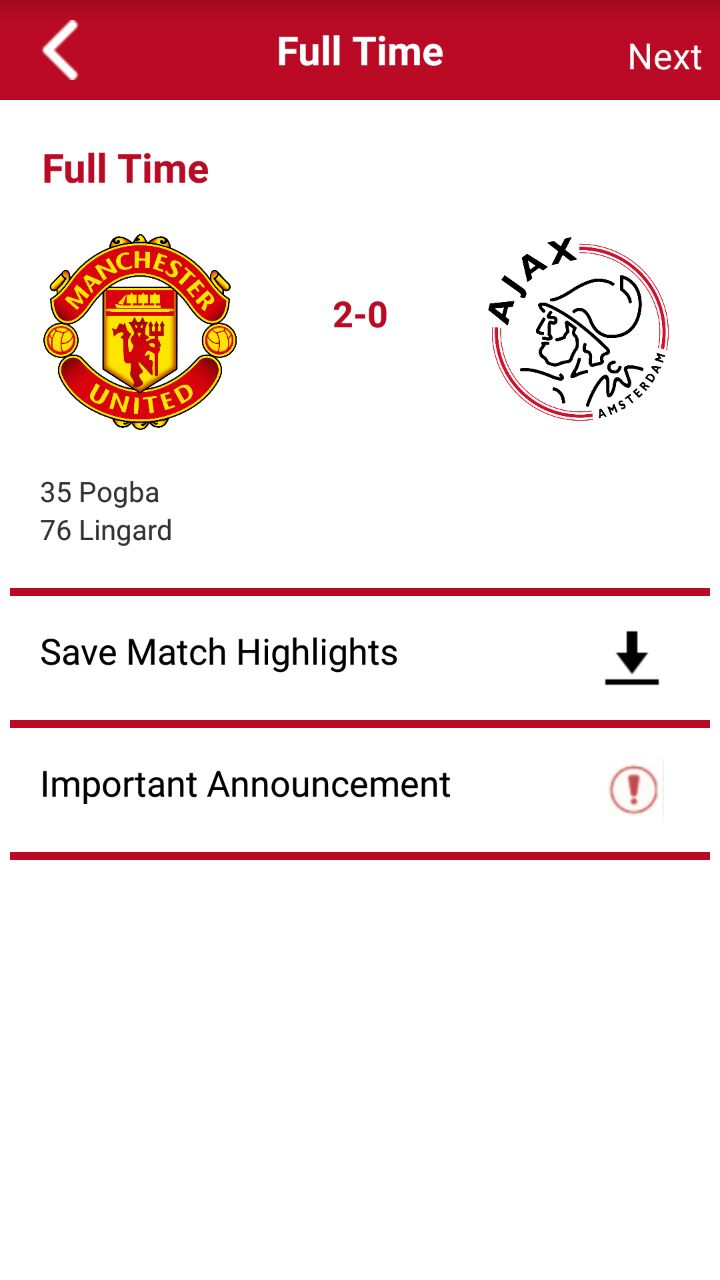 Full Time
Next
Full Time
MANCHESTER
UNITED
2-0
AJAX
AMSTERDAM
35 Pogba
76 Lingard
Save Match Highlights
Important Announcement